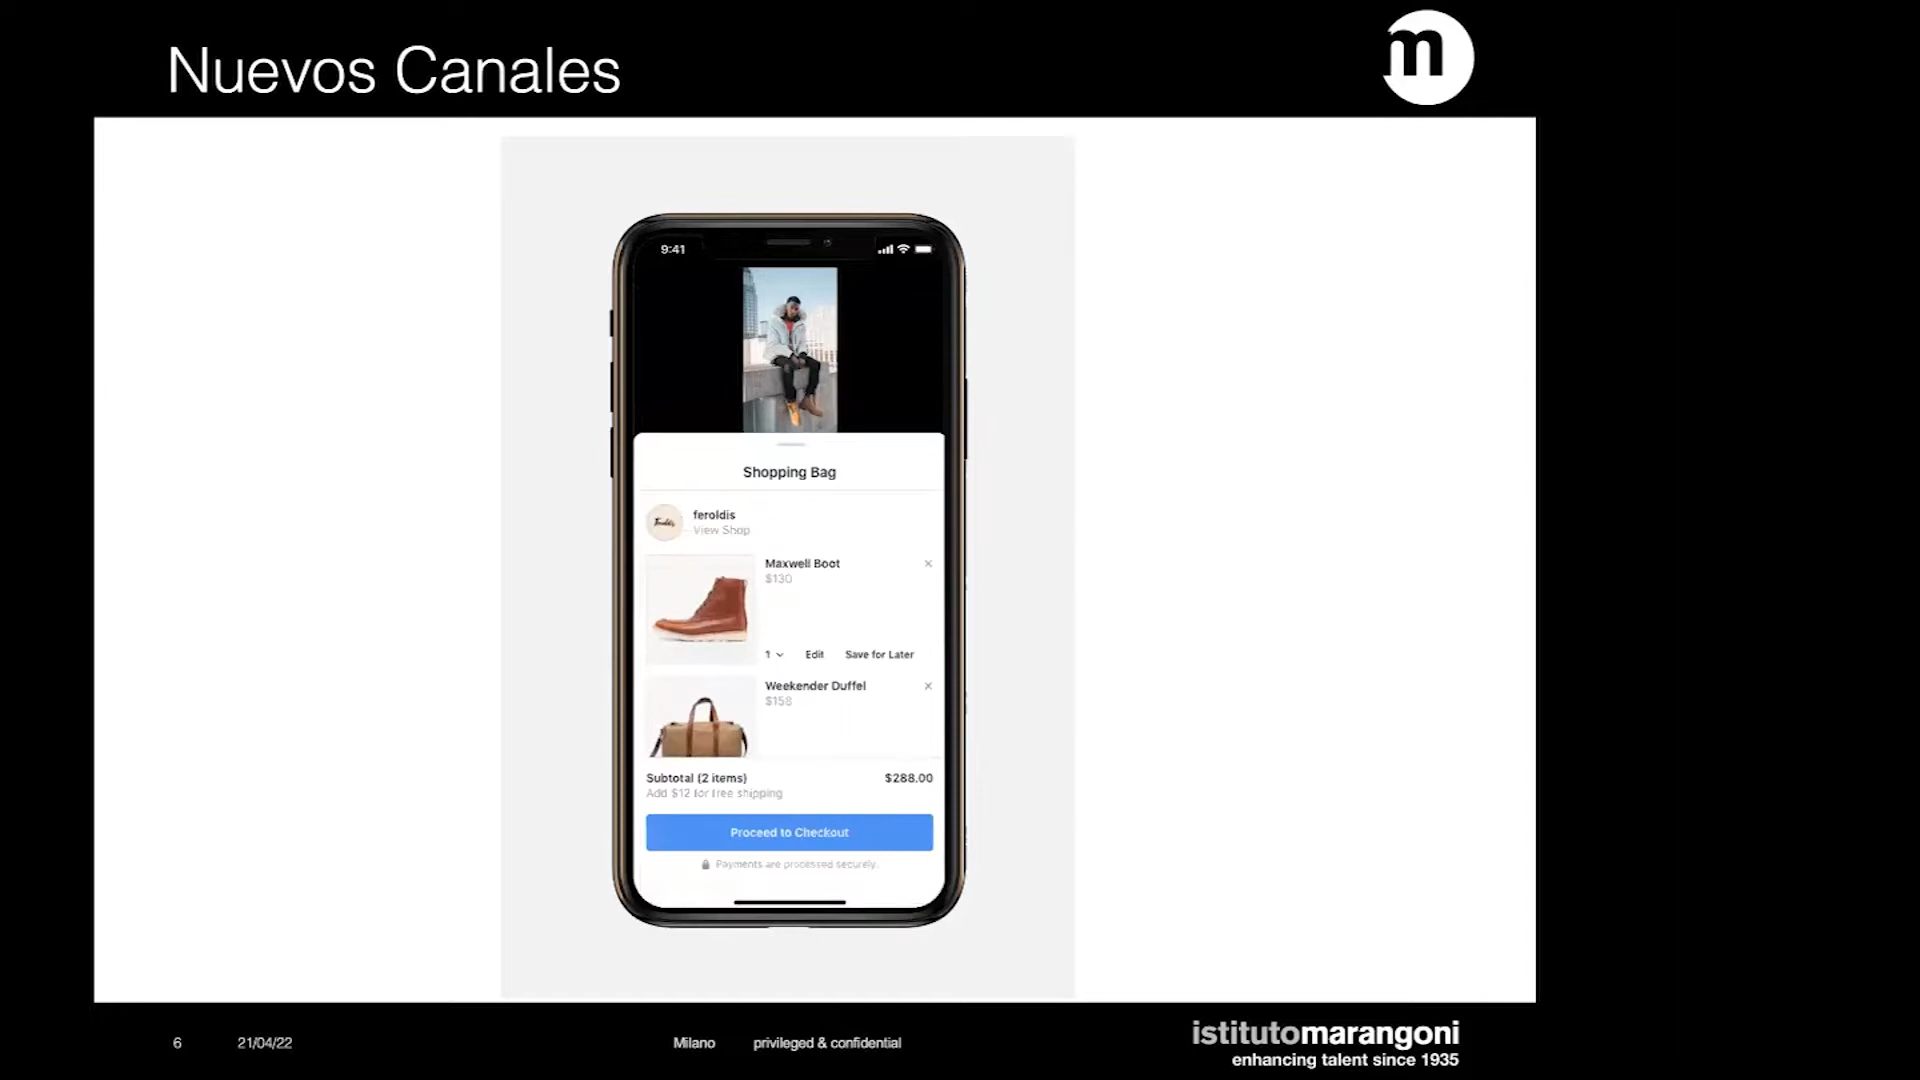 Nuevos Canales
m
9:41
Shopping Bag
Feroldis
feroldis
View Shop
Maxwell Boot
$130
1 Edit Save for Later
Weekender Duffel
$158
Subtotal (2 items) $288.00
Add $12 for free shipping
Proceed to Checkout
Payments are processed securely.
6 21/04/22 Milano privileged & confidential
istitutomarangoni
enhancing talent since 1935